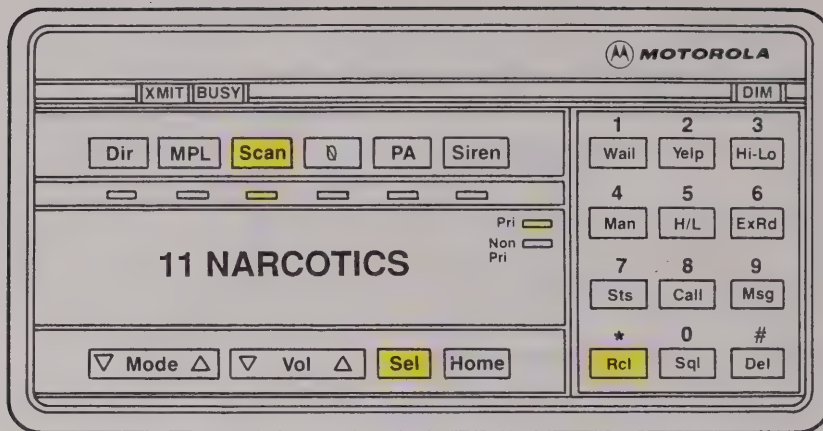 MOTOROLA
XMIT BUSY DIM
Dir MPL Scan Ø PA Siren
Pri
Non
Pri
11 NARCOTICS
Mode Vol Sel Home
1 2 3
Wail Yelp Hi-Lo
4 5 6
Man H/L ExRd
7 8 9
Sts Call Msg
* 0 #
Rcl Sql Del